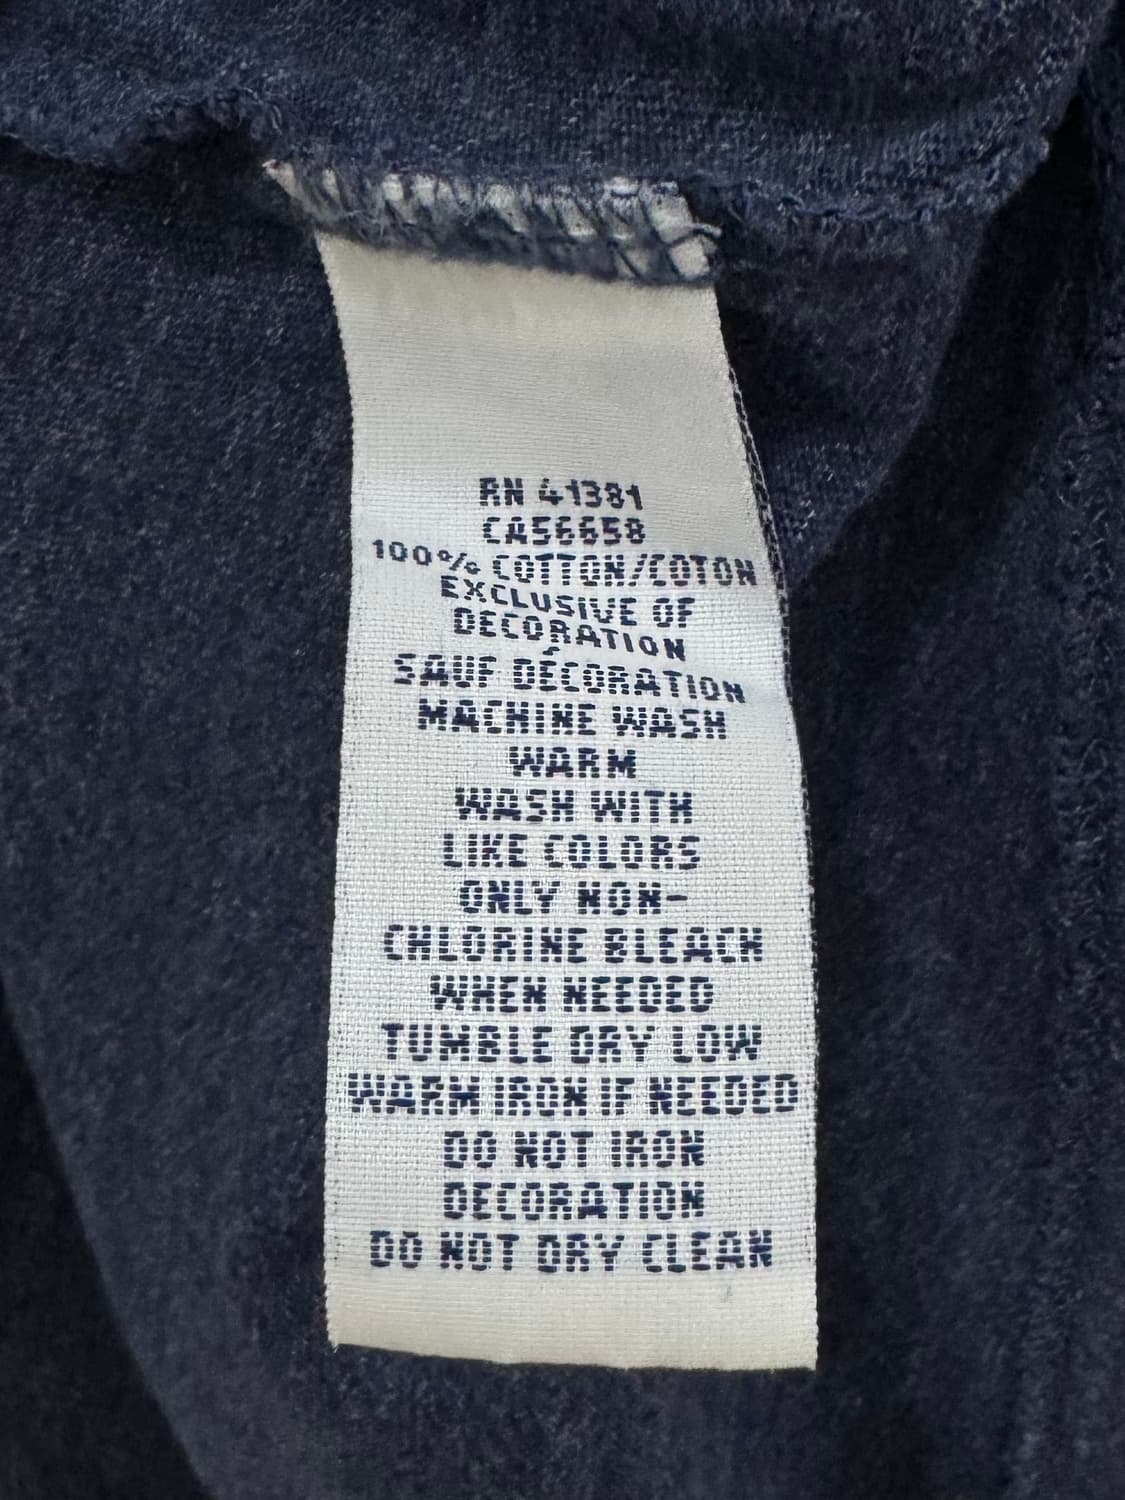 RN 41381
CA56658
100% COTTON/COTON
EXCLUSIVE OF
DECORATION
SAUF DÉCORATION
MACHINE WASH
WARM
WASH WITH
LIKE COLORS
ONLY NON-
CHLORINE BLEACH
WHEN NEEDED
TUMBLE DRY LOW
WARM IRON IF NEEDED
DO NOT IRON
DECORATION
DO NOT DRY CLEAN